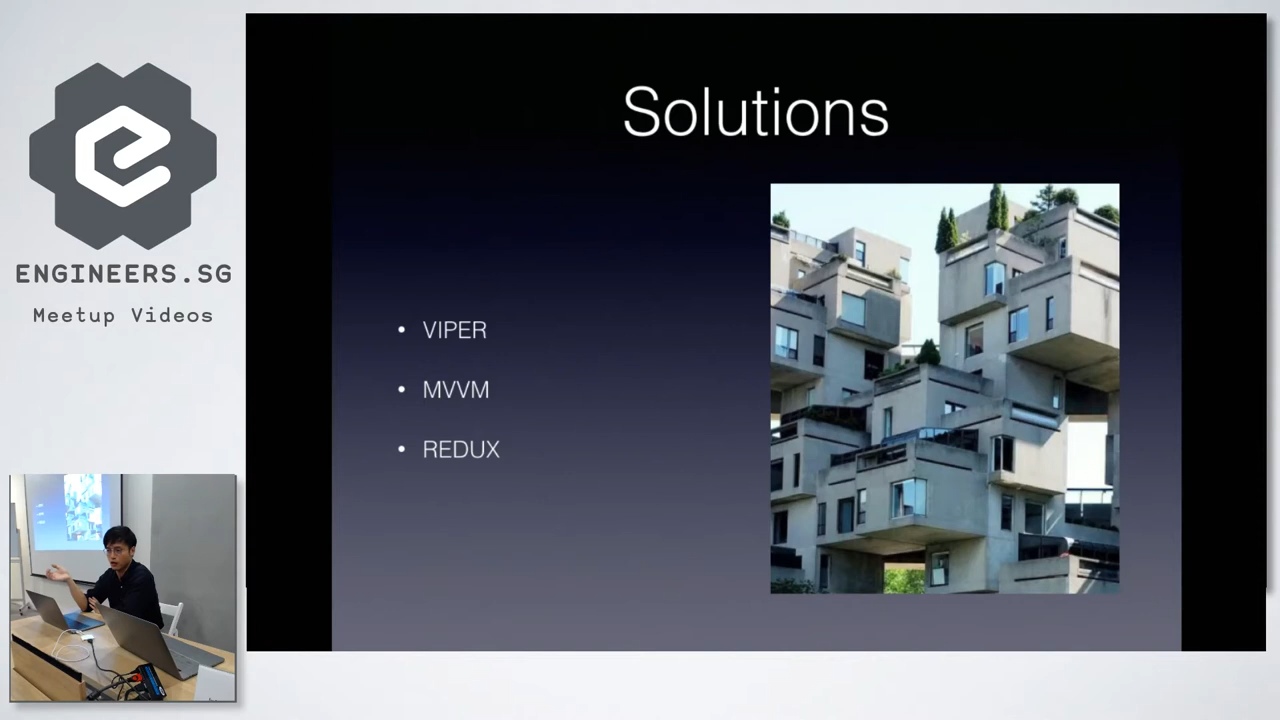 ENGINEERS.SG
Meetup Videos
Solutions
• VIPER
• MVVM
• REDUX